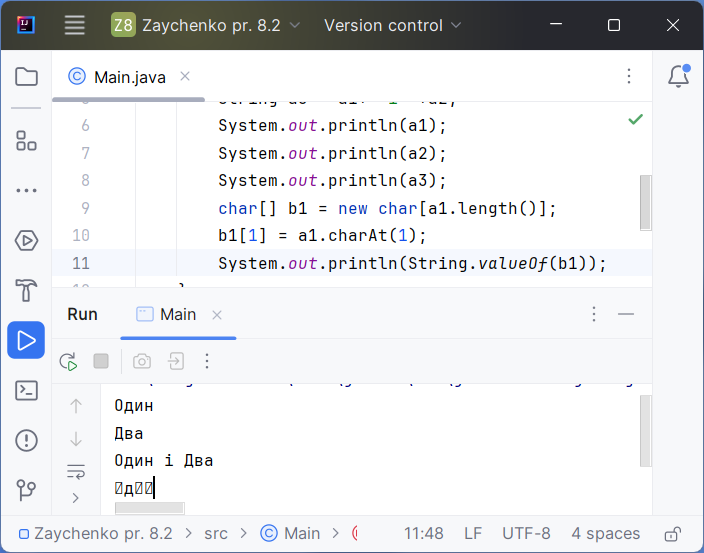 Z8 Zaychenko pr. 8.2 Version control
Main.java
6 System.out.println(a1);
7 System.out.println(a2);
8 System.out.println(a3);
9 char[] b1 = new char[a1.length()];
10 b1[1] = a1.charAt(1);
11 System.out.println(String.valueOf(b1));
Run Main
Один
Два
Один і Два
д
Zaychenko pr. 8.2 > src > Main > 11:48 LF UTF-8 4 spaces